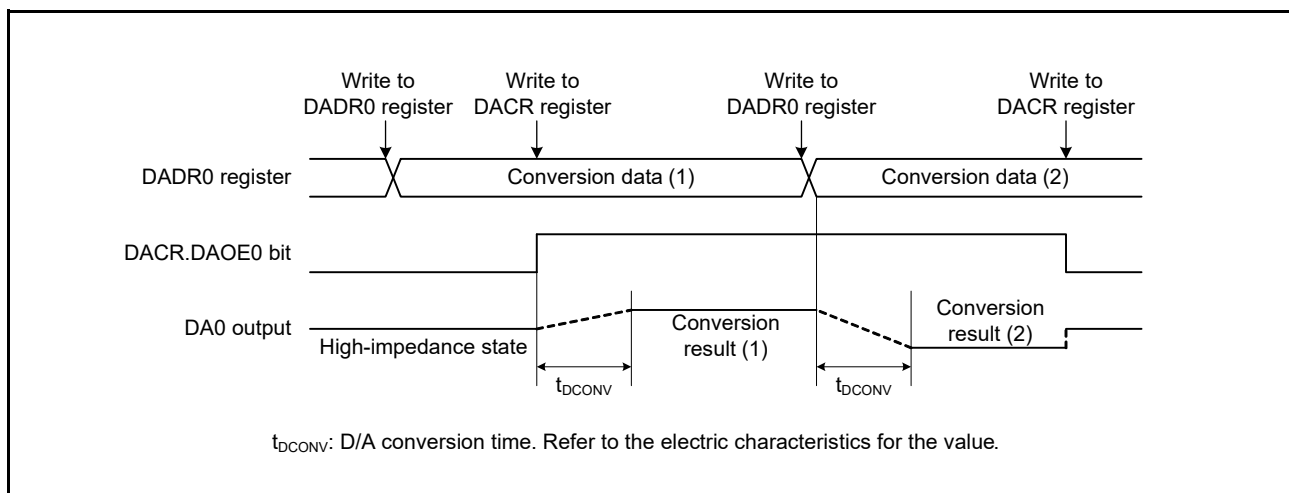 Write to
DADR0 register
Write to
DACR register
Write to
DADR0 register
Write to
DACR register
DADR0 register
Conversion data (1)
Conversion data (2)
DACR.DAOE0 bit
DA0 output
High-impedance state
Conversion
result (1)
Conversion
result (2)
tDCONV
tDCONV
tDCONV: D/A conversion time. Refer to the electric characteristics for the value.